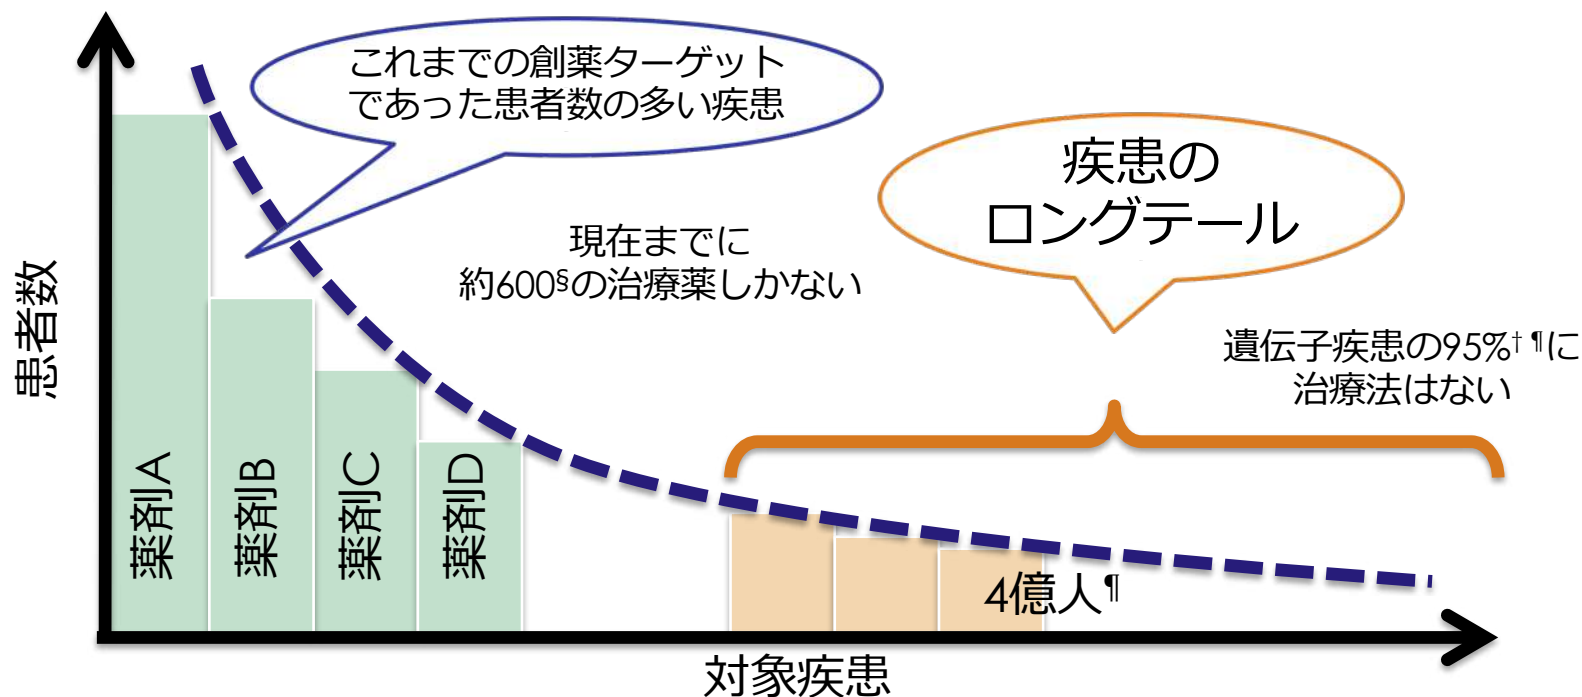 これまでの創薬ターゲット
であった患者数の多い疾患
疾患の
ロングテール
現在までに
約600§の治療薬しかない
遺伝子疾患の95%† ¶に
治療法はない
患者数
薬剤A
薬剤B
薬剤C
薬剤D
4億人¶
対象疾患